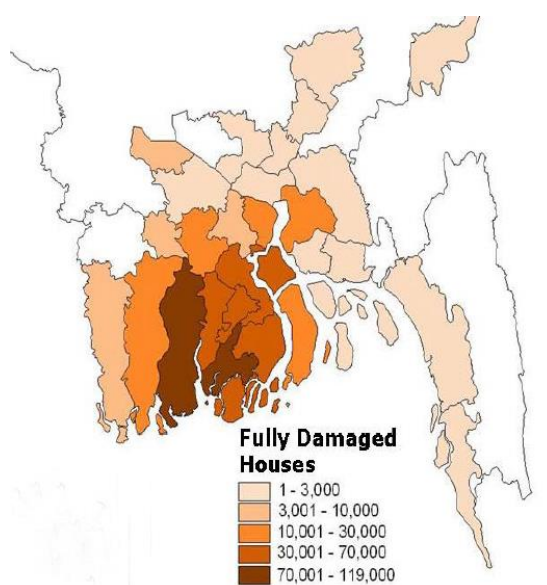 Fully Damaged
Houses
1 - 3,000
3,001 - 10,000
10,001 - 30,000
30,001 - 70,000
70,001 - 119,000